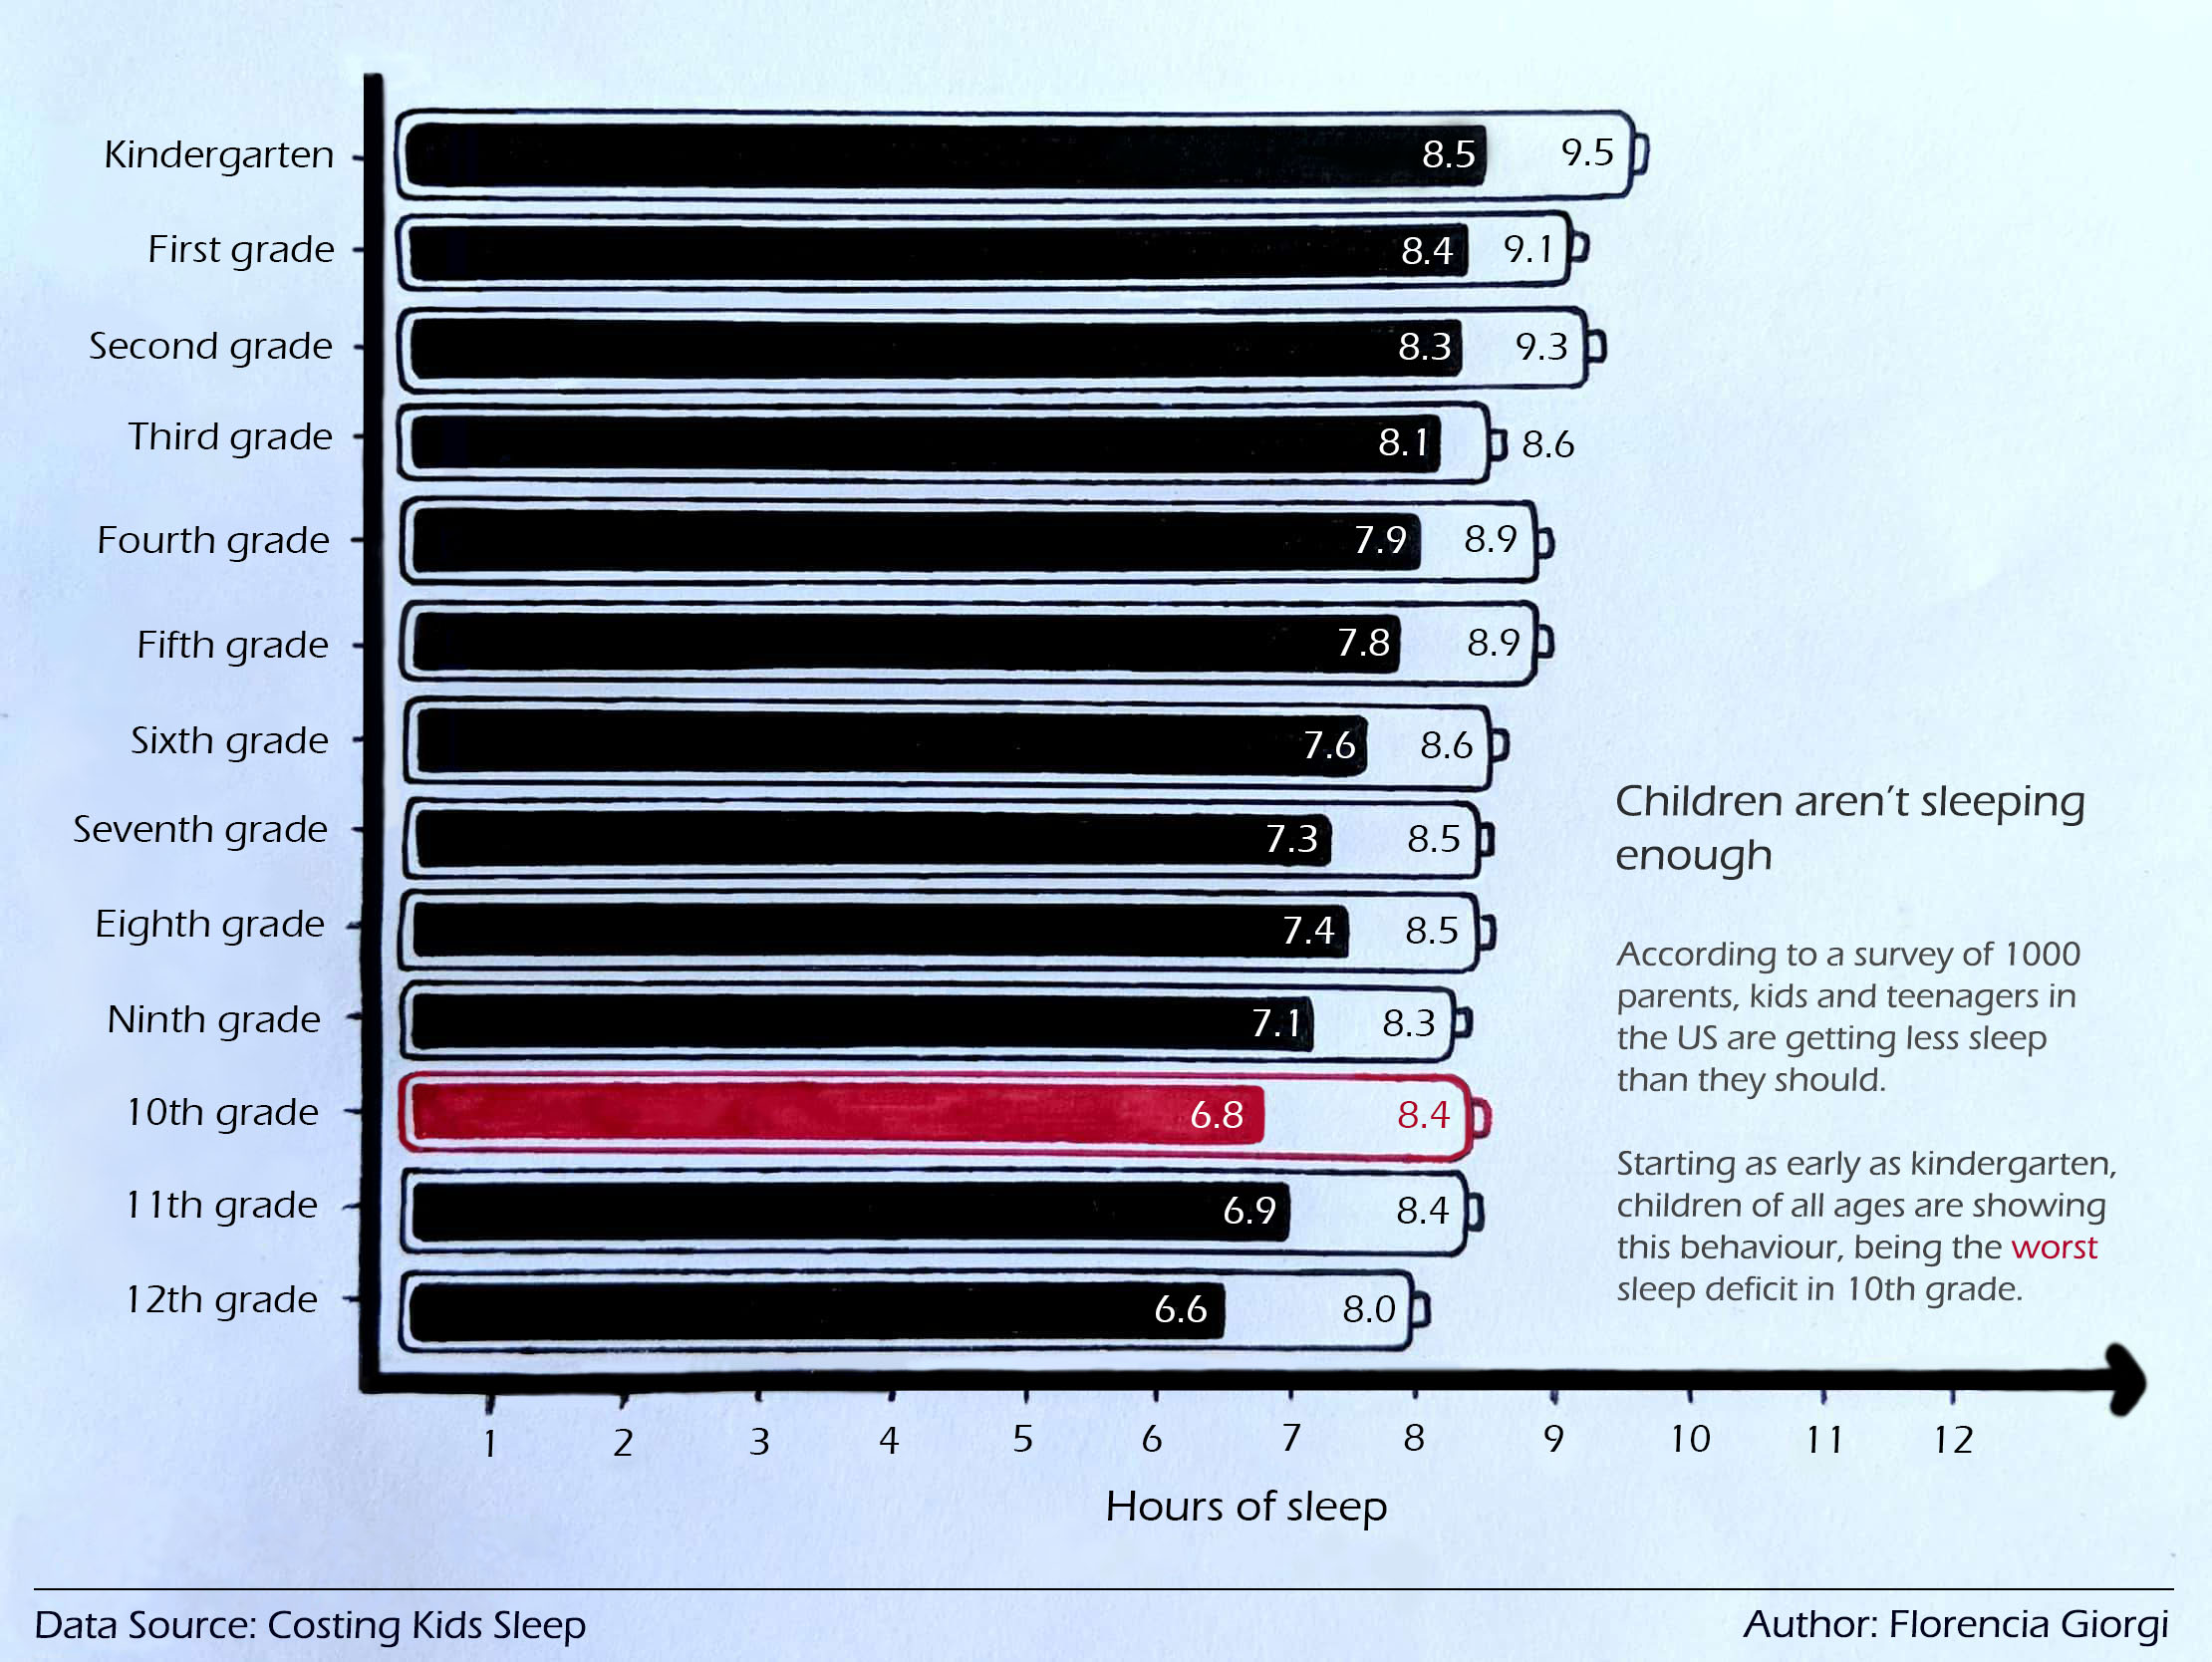 Kindergarten 8.5 9.5
First grade 8.4 9.1
Second grade 8.3 9.3
Third grade 8.1 8.6
Fourth grade 7.9 8.9
Fifth grade 7.8 8.9
Sixth grade 7.6 8.6
Seventh grade 7.3 8.5
Eighth grade 7.4 8.5
Ninth grade 7.1 8.3
10th grade 6.8 8.4
11th grade 6.9 8.4
12th grade 6.6 8.0
Children aren't sleeping
enough
According to a survey of 1000
parents, kids and teenagers in
the US are getting less sleep
than they should.
Starting as early as kindergarten,
children of all ages are showing
this behaviour, being the worst
sleep deficit in 10th grade.
1 2 3 4 5 6 7 8 9 10 11 12
Hours of sleep
Data Source: Costing Kids Sleep
Author: Florencia Giorgi